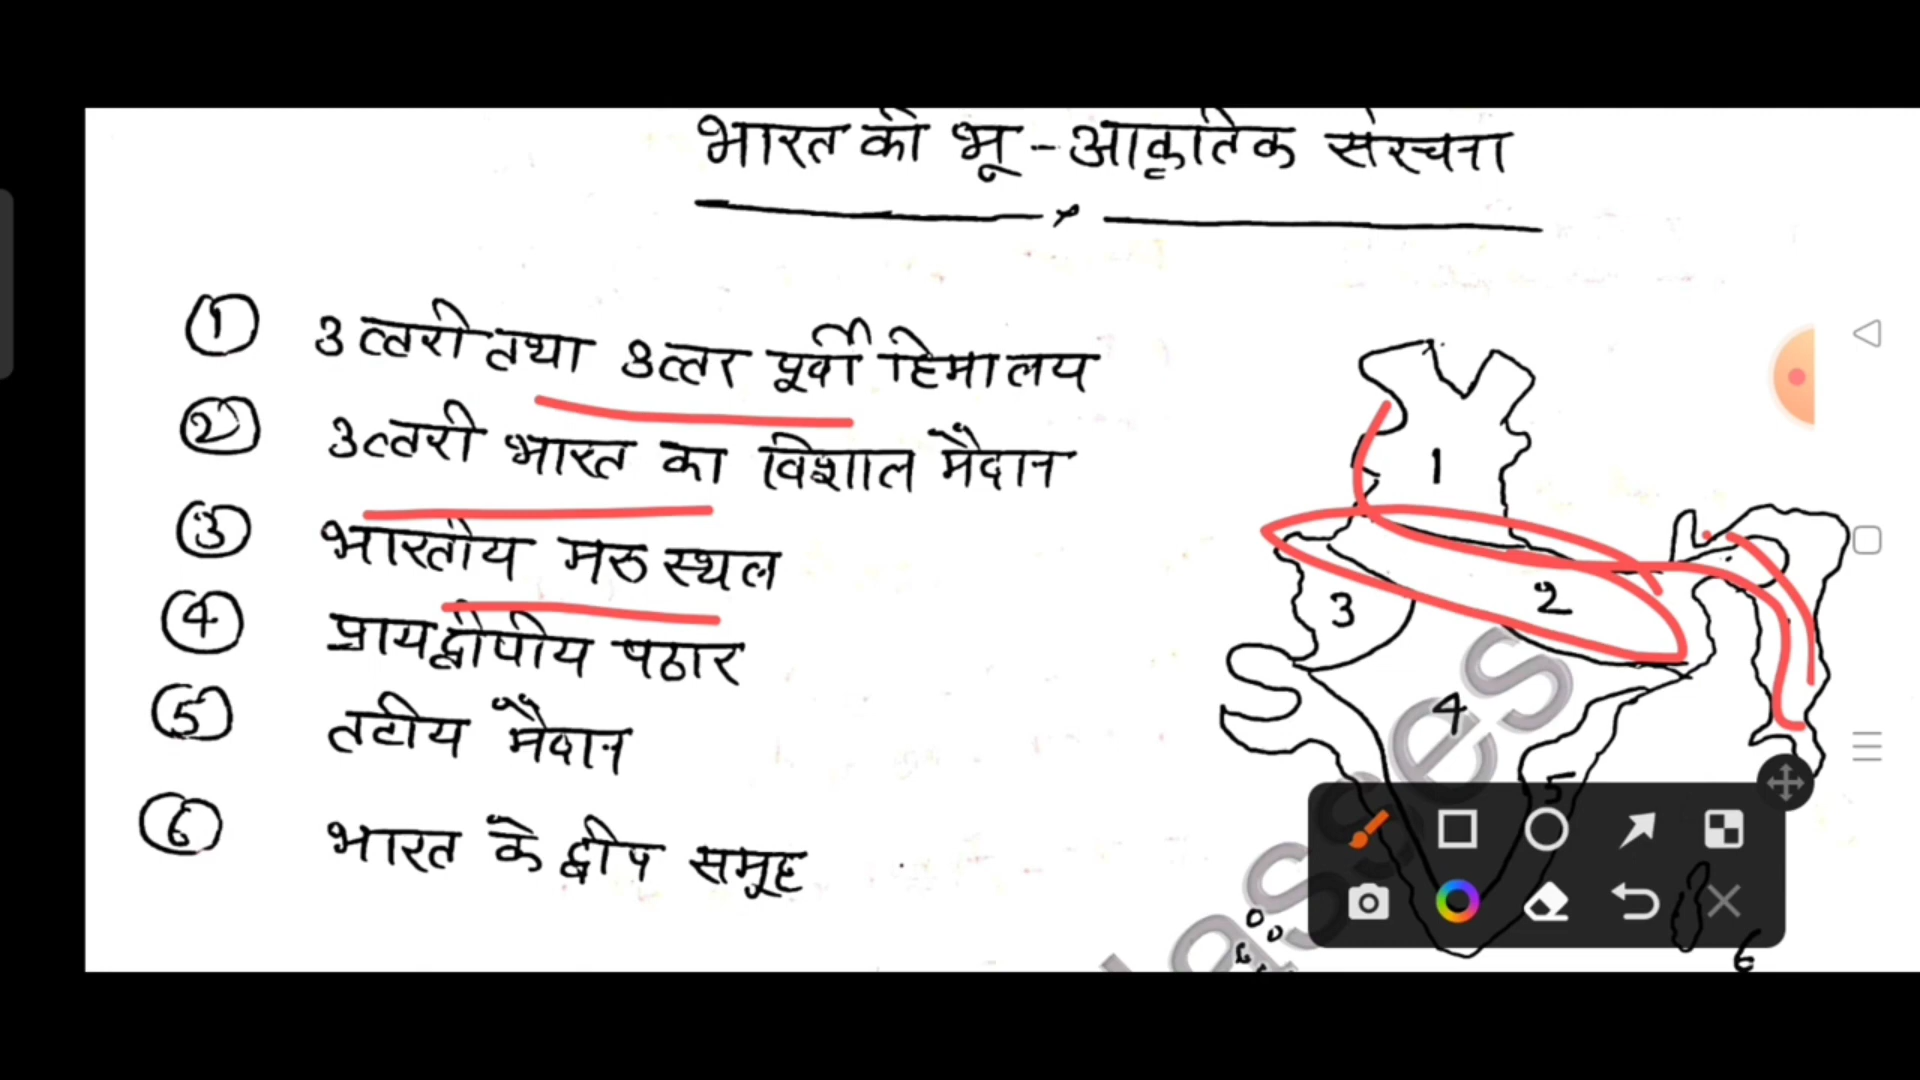 भारत की भू-आकृतिक संरचना
① उत्तरी तथा उत्तर पूर्वी हिमालय
② उत्तरी भारत का विशाल मैदान
③ भारतीय मरुस्थल
④ प्रायद्वीपीय पठार
⑤ तटीय मैदान
⑥ भारत के द्वीप समूह
1
2
3
4
5
6